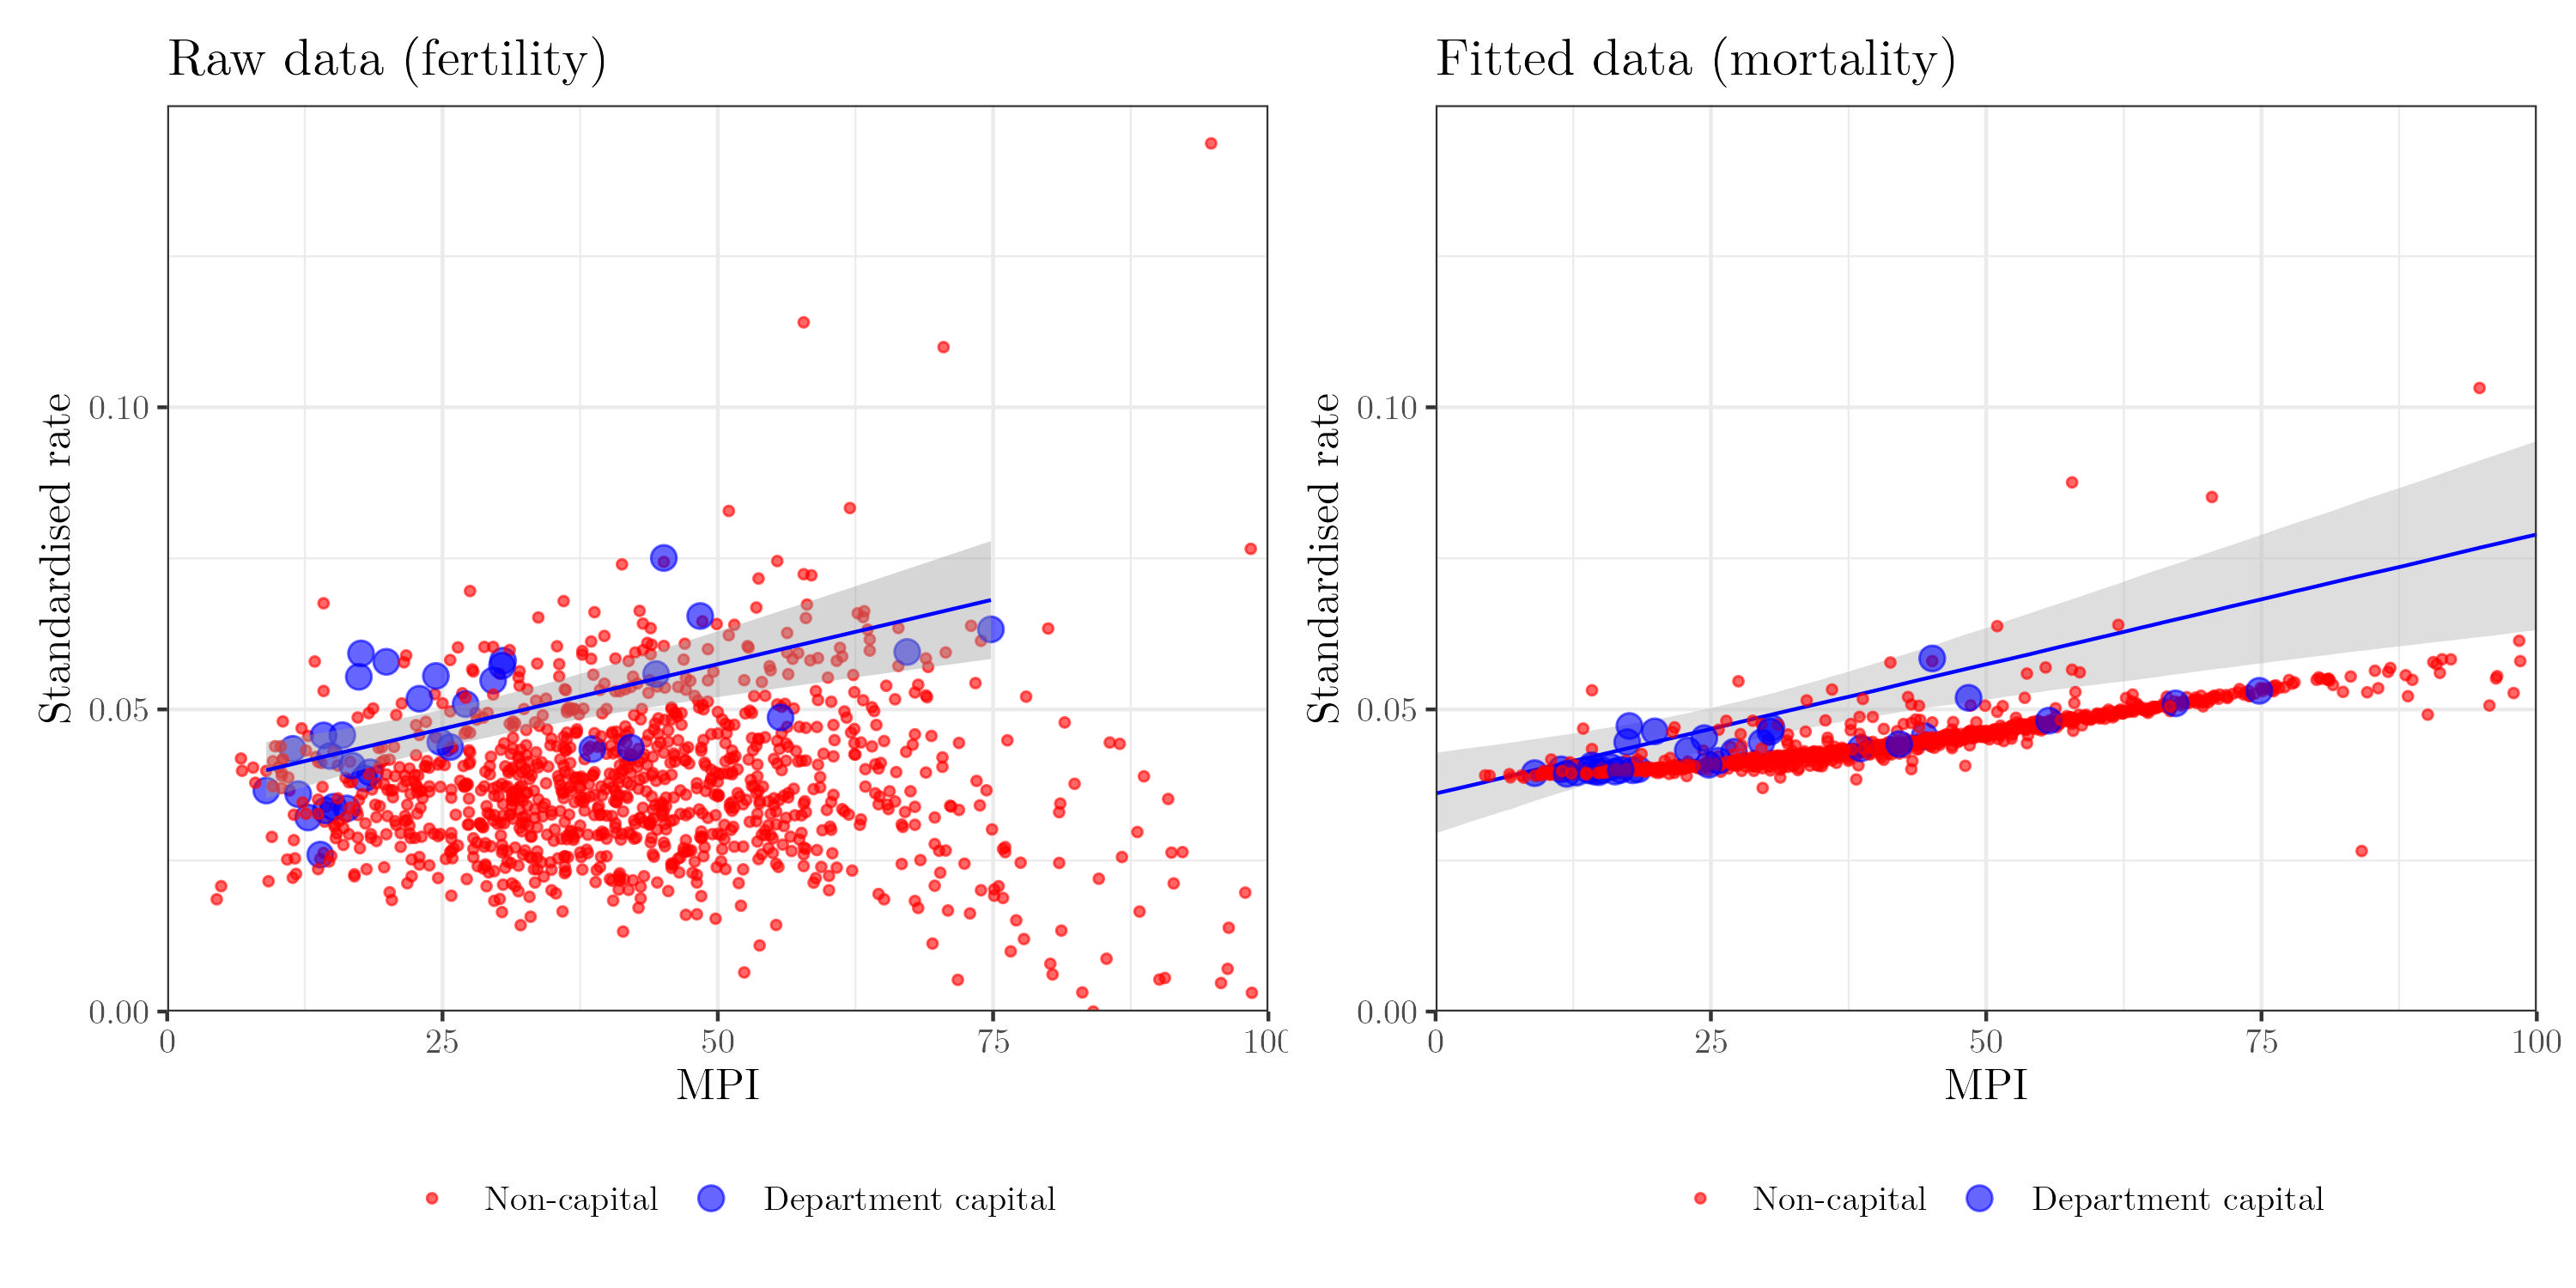 Raw data (fertility)
Standardised rate
0.10
0.05
0.00
0
25
50
75
100
MPI
Non-capital
Department capital
Fitted data (mortality)
Standardised rate
0.10
0.05
0.00
0
25
50
75
100
MPI
Non-capital
Department capital